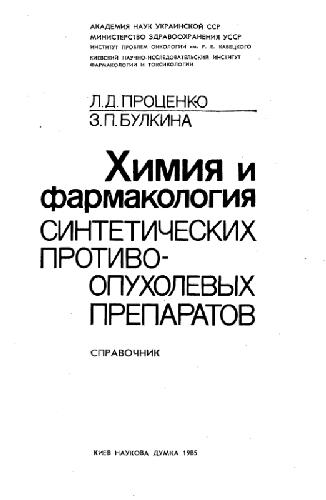 АКАДЕМИЯ НАУК УКРАИНСКОЙ ССР
МИНИСТЕРСТВО ЗДРАВООХРАНЕНИЯ УССР
ИНСТИТУТ ПРОБЛЕМ ОНКОЛОГИИ им. Р. Е. КАВЕЦКОГО
КИЕВСКИЙ НАУЧНО-ИССЛЕДОВАТЕЛЬСКИЙ ИНСТИТУТ
ФАРМАКОЛОГИИ И ТОКСИКОЛОГИИ
Л.Д.ПРОЦЕНКО
З.П.БУЛКИНА
Химия и
фармакология
СИНТЕТИЧЕСКИХ
ПРОТИВО-
ОПУХОЛЕВЫХ
ПРЕПАРАТОВ
СПРАВОЧНИК
КИЕВ НАУКОВА ДУМКА 1985